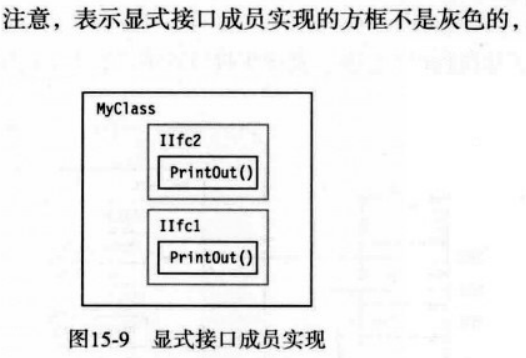 注意，表示显式接口成员实现的方框不是灰色的，
MyClass
IIfc2
PrintOut()
IIfc1
PrintOut()
图15-9 显式接口成员实现